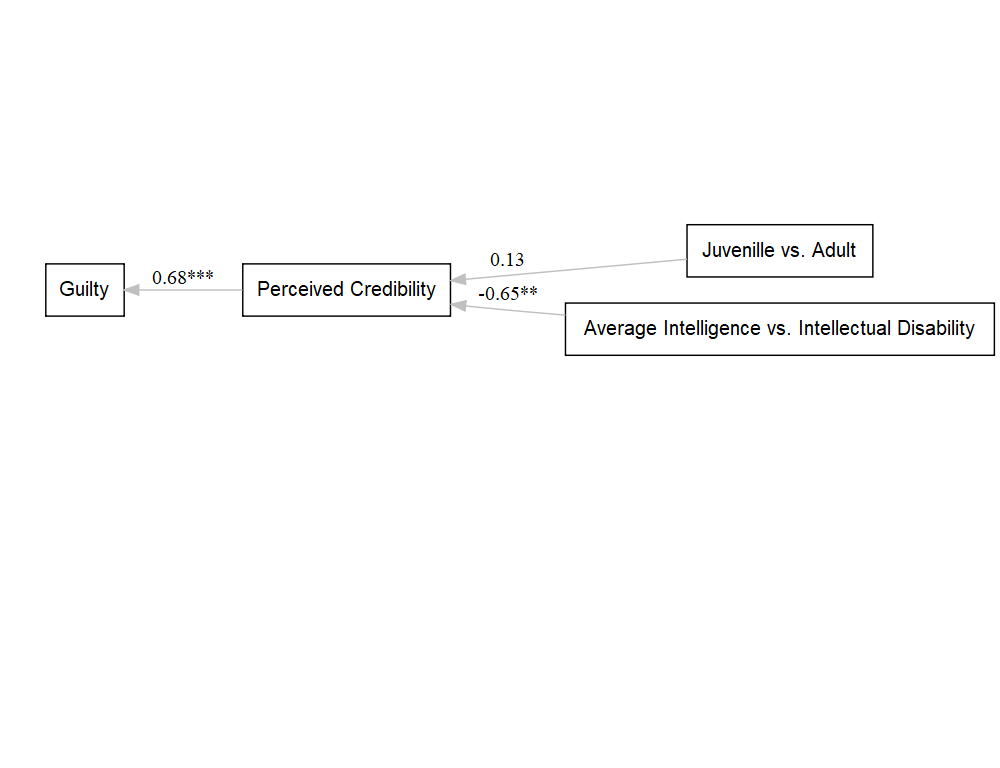 Guilty
0.68***
Perceived Credibility
0.13
-0.65**
Juvenille vs. Adult
Average Intelligence vs. Intellectual Disability